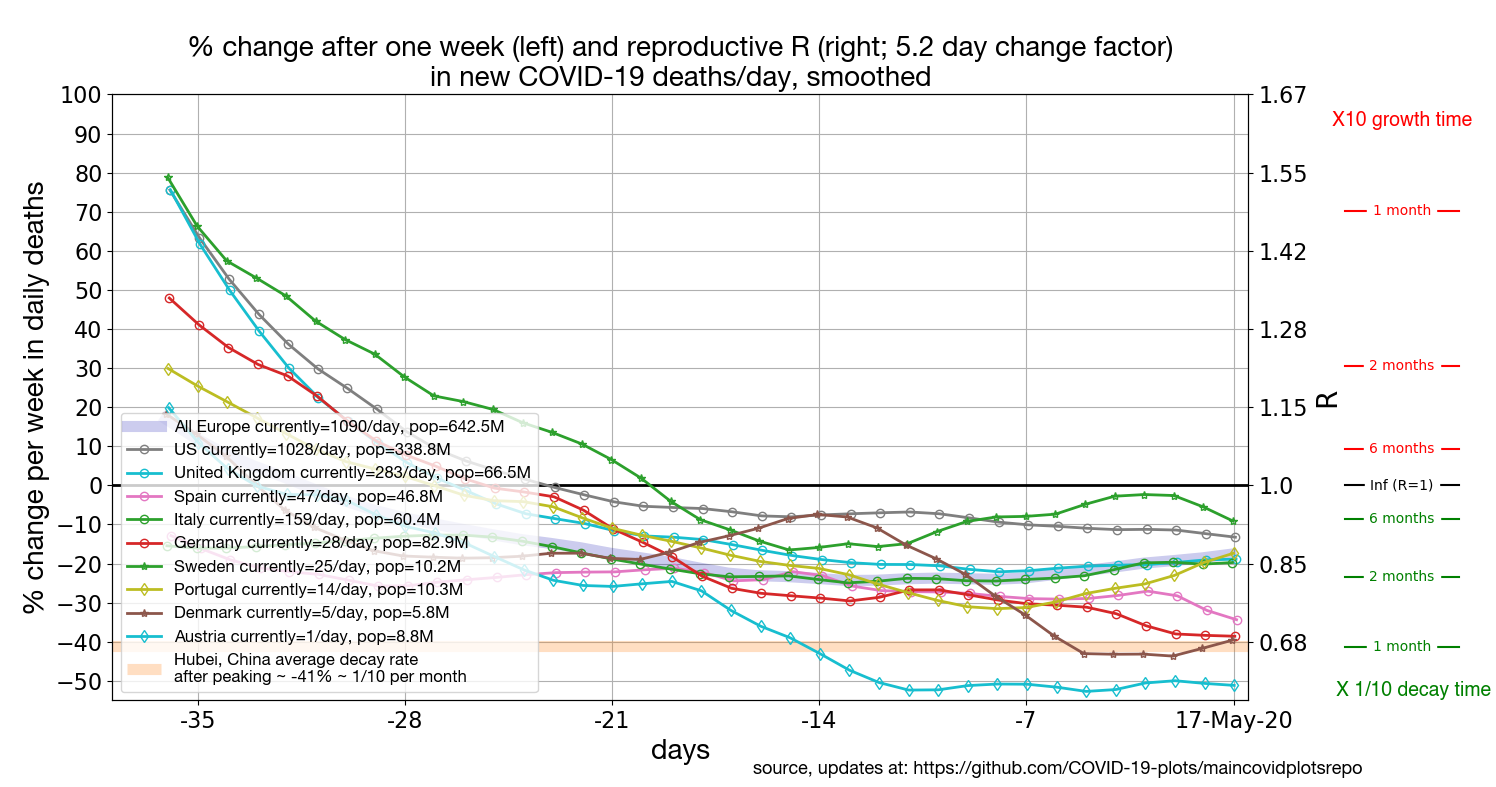 % change after one week (left) and reproductive R (right; 5.2 day change factor)
in new COVID-19 deaths/day, smoothed
% change per week in daily deaths
100
90
80
70
60
50
40
30
20
10
0
−10
−20
−30
−40
−50
All Europe currently=1090/day, pop=642.5M
US currently=1028/day, pop=338.8M
United Kingdom currently=283/day, pop=66.5M
Spain currently=47/day, pop=46.8M
Italy currently=159/day, pop=60.4M
Germany currently=28/day, pop=82.9M
Sweden currently=25/day, pop=10.2M
Portugal currently=14/day, pop=10.3M
Denmark currently=5/day, pop=5.8M
Austria currently=1/day, pop=8.8M
Hubei, China average decay rate
after peaking ~ -41% ~ 1/10 per month
1.67
1.55
1.42
1.28
1.15
1.0
0.85
0.68
R
X10 growth time
1 month
2 months
6 months
Inf (R=1)
6 months
2 months
1 month
X 1/10 decay time
-35
-28
-21
-14
-7
17-May-20
days
source, updates at: https://github.com/COVID-19-plots/maincovidplotsrepo